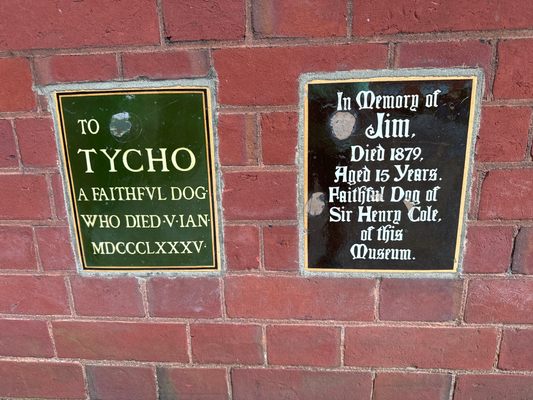 TO
TYCHO
A FAITHFVL DOG·
WHO DIED·V·IAN·
MDCCCLXXXV·
In Memory of
Jim,
Died 1879,
Aged 15 Years.
Faithful Dog of
Sir Henry Cole,
of this
Museum.